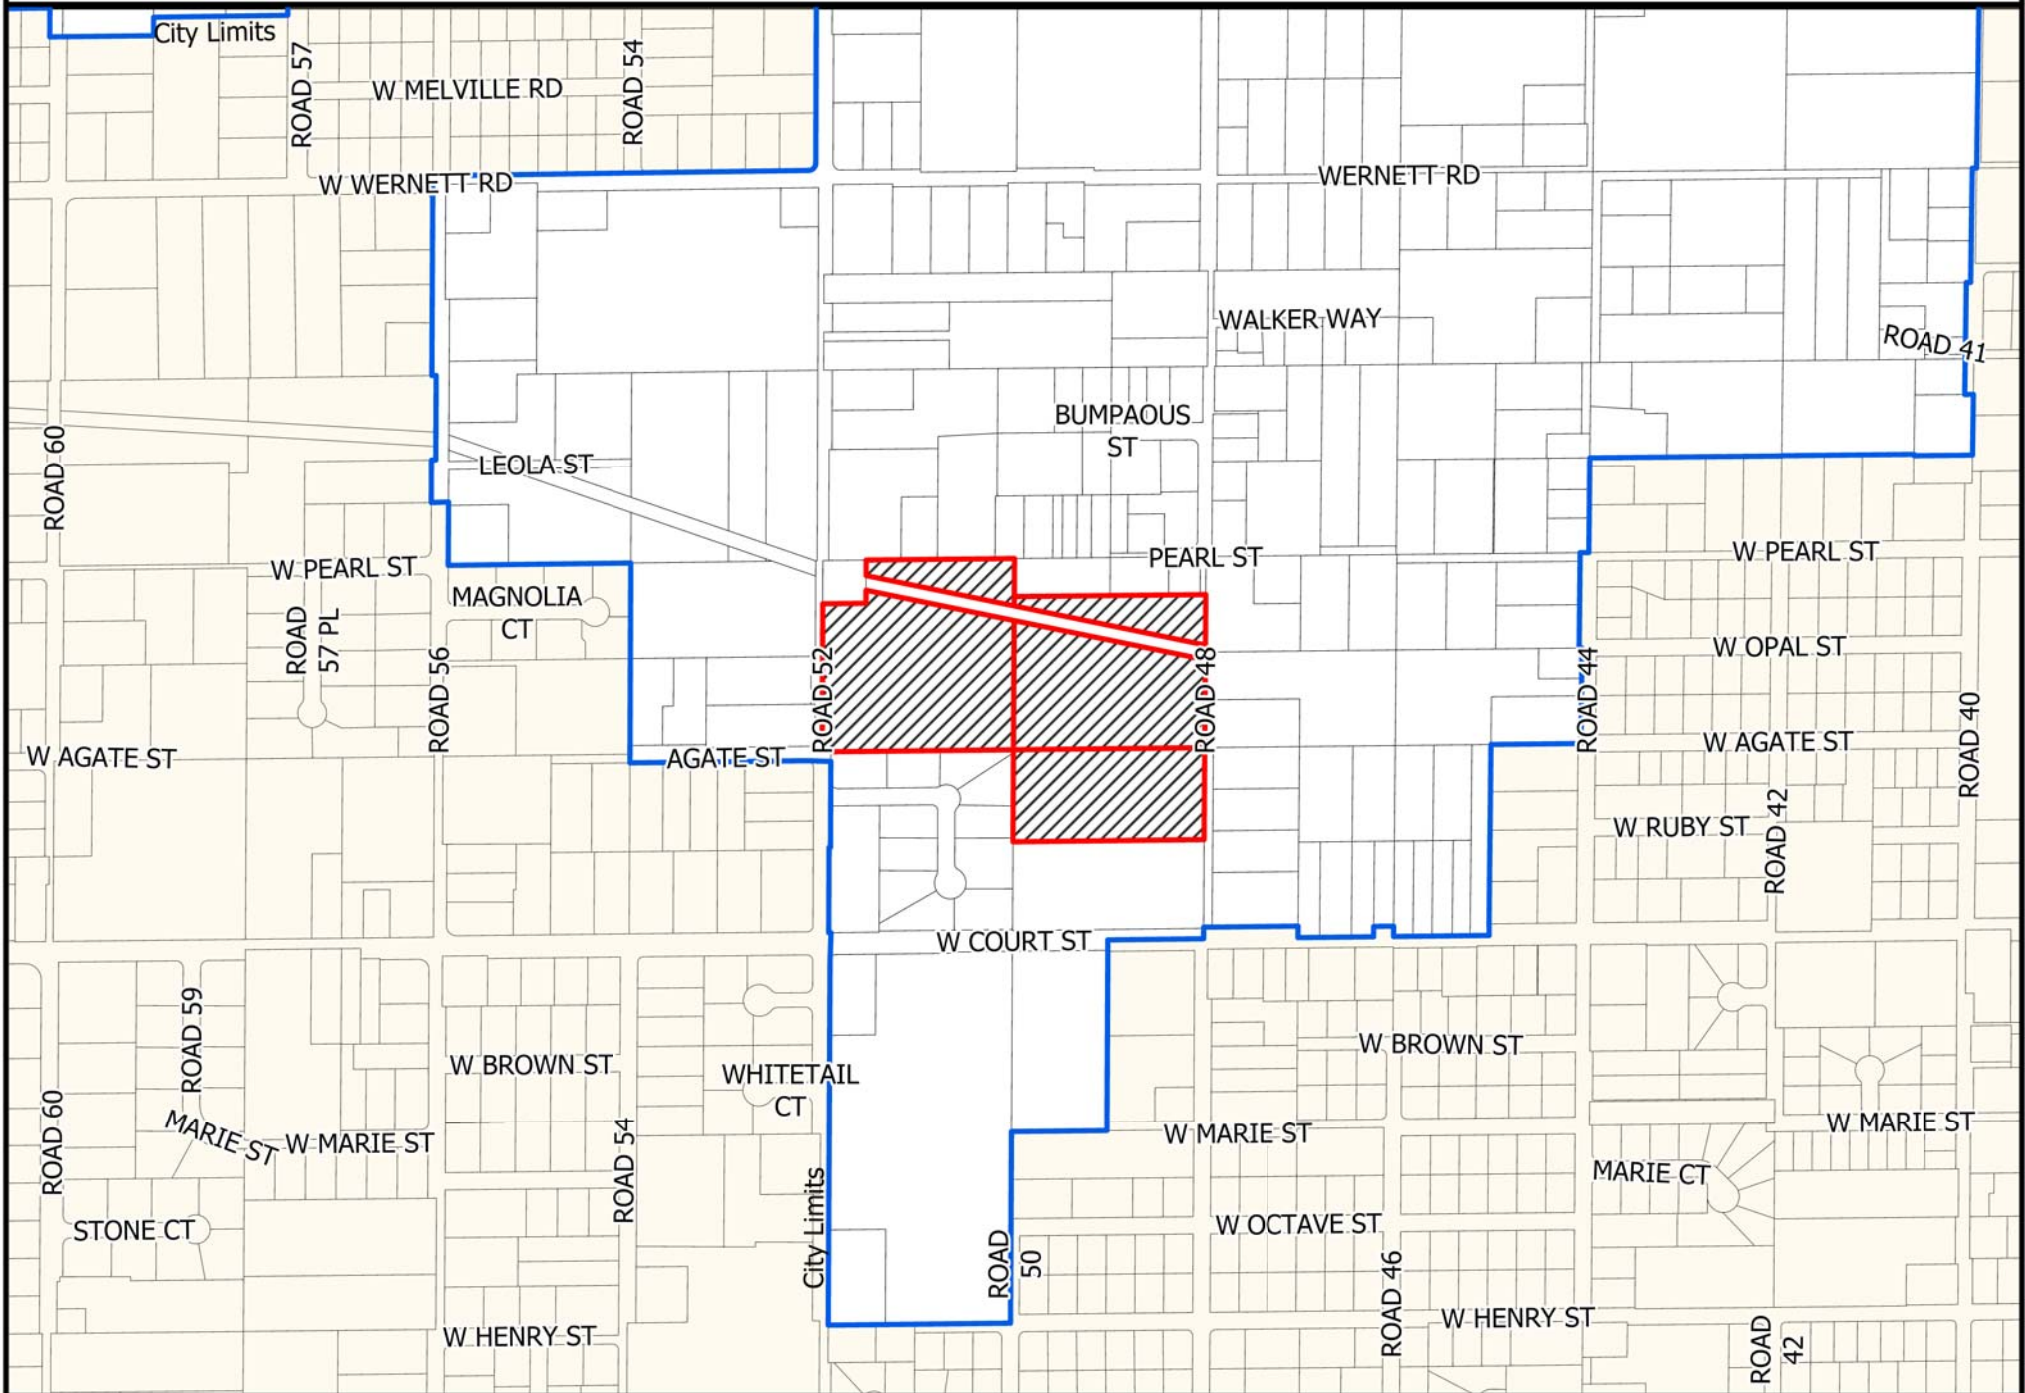 City Limits
ROAD 57
W MELVILLE RD
ROAD 54
W WERNETT RD
WERNETT RD
WALKER WAY
ROAD 41
BUMPAOUS
ST
ROAD 60
LEOLA ST
W PEARL ST
PEARL ST
W PEARL ST
MAGNOLIA
CT
ROAD
57 PL
ROAD 56
ROAD 52
ROAD 48
W OPAL ST
ROAD 44
W AGATE ST
AGATE ST
W AGATE ST
ROAD 40
W RUBY ST
ROAD 42
W COURT ST
ROAD 59
W BROWN ST
WHITETAIL
CT
W BROWN ST
ROAD 60
MARIE ST
W MARIE ST
ROAD 54
W MARIE ST
W MARIE ST
MARIE CT
STONE CT
City Limits
ROAD
50
W OCTAVE ST
ROAD 46
W HENRY ST
W HENRY ST
ROAD
42